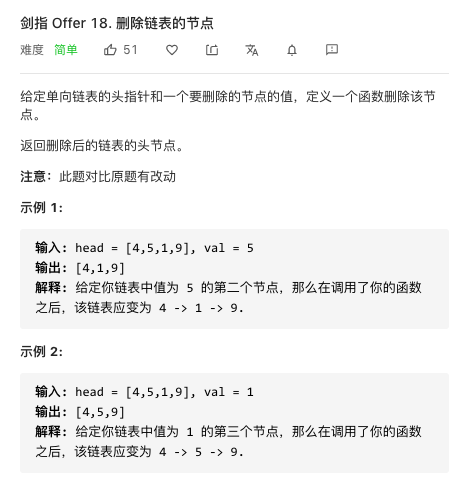 剑指 Offer 18. 删除链表的节点
难度 简单 51
给定单向链表的头指针和一个要删除的节点的值，定义一个函数删除该节
点。
返回删除后的链表的头节点。
注意：此题对比原题有改动
示例 1:
输入: head = [4,5,1,9], val = 5
输出: [4,1,9]
解释: 给定你链表中值为 5 的第二个节点，那么在调用了你的函数
之后，该链表应变为 4 -> 1 -> 9.
示例 2:
输入: head = [4,5,1,9], val = 1
输出: [4,5,9]
解释: 给定你链表中值为 1 的第三个节点，那么在调用了你的函数
之后，该链表应变为 4 -> 5 -> 9.